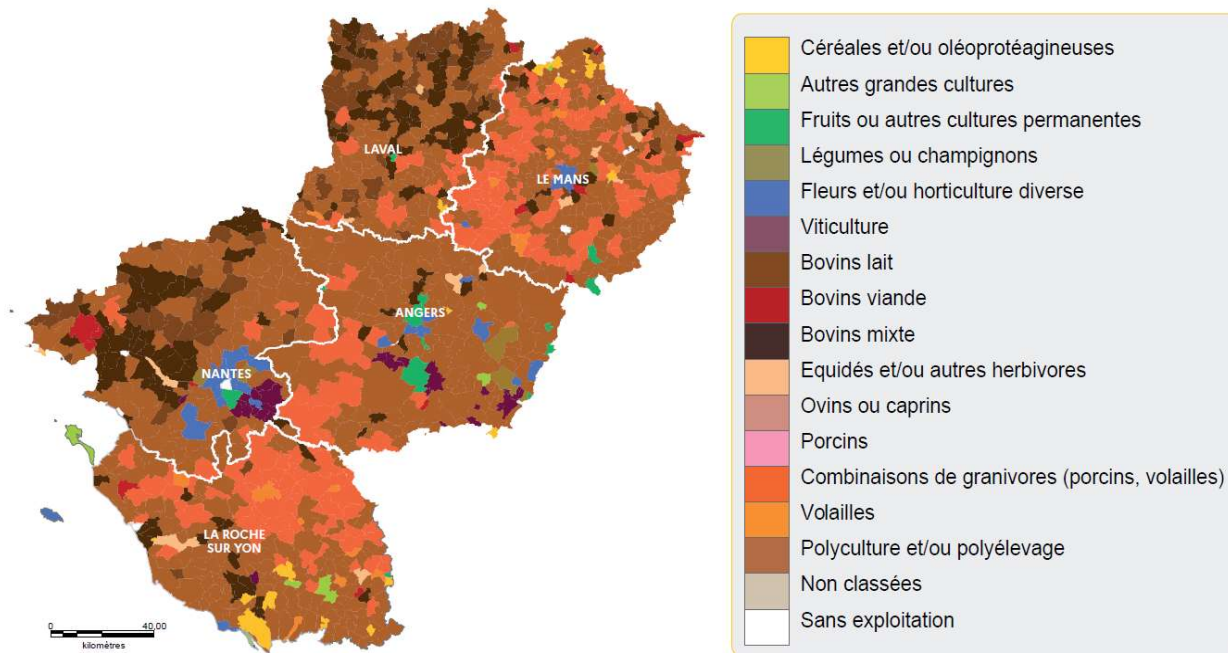 LAVAL
LE MANS
ANGERS
NANTES
LA ROCHE
SUR YON
0 40,00
kilomètres
Céréales et/ou oléoprotéagineuses
Autres grandes cultures
Fruits ou autres cultures permanentes
Légumes ou champignons
Fleurs et/ou horticulture diverse
Viticulture
Bovins lait
Bovins viande
Bovins mixte
Equidés et/ou autres herbivores
Ovins ou caprins
Porcins
Combinaisons de granivores (porcins, volailles)
Volailles
Polyculture et/ou polyélevage
Non classées
Sans exploitation